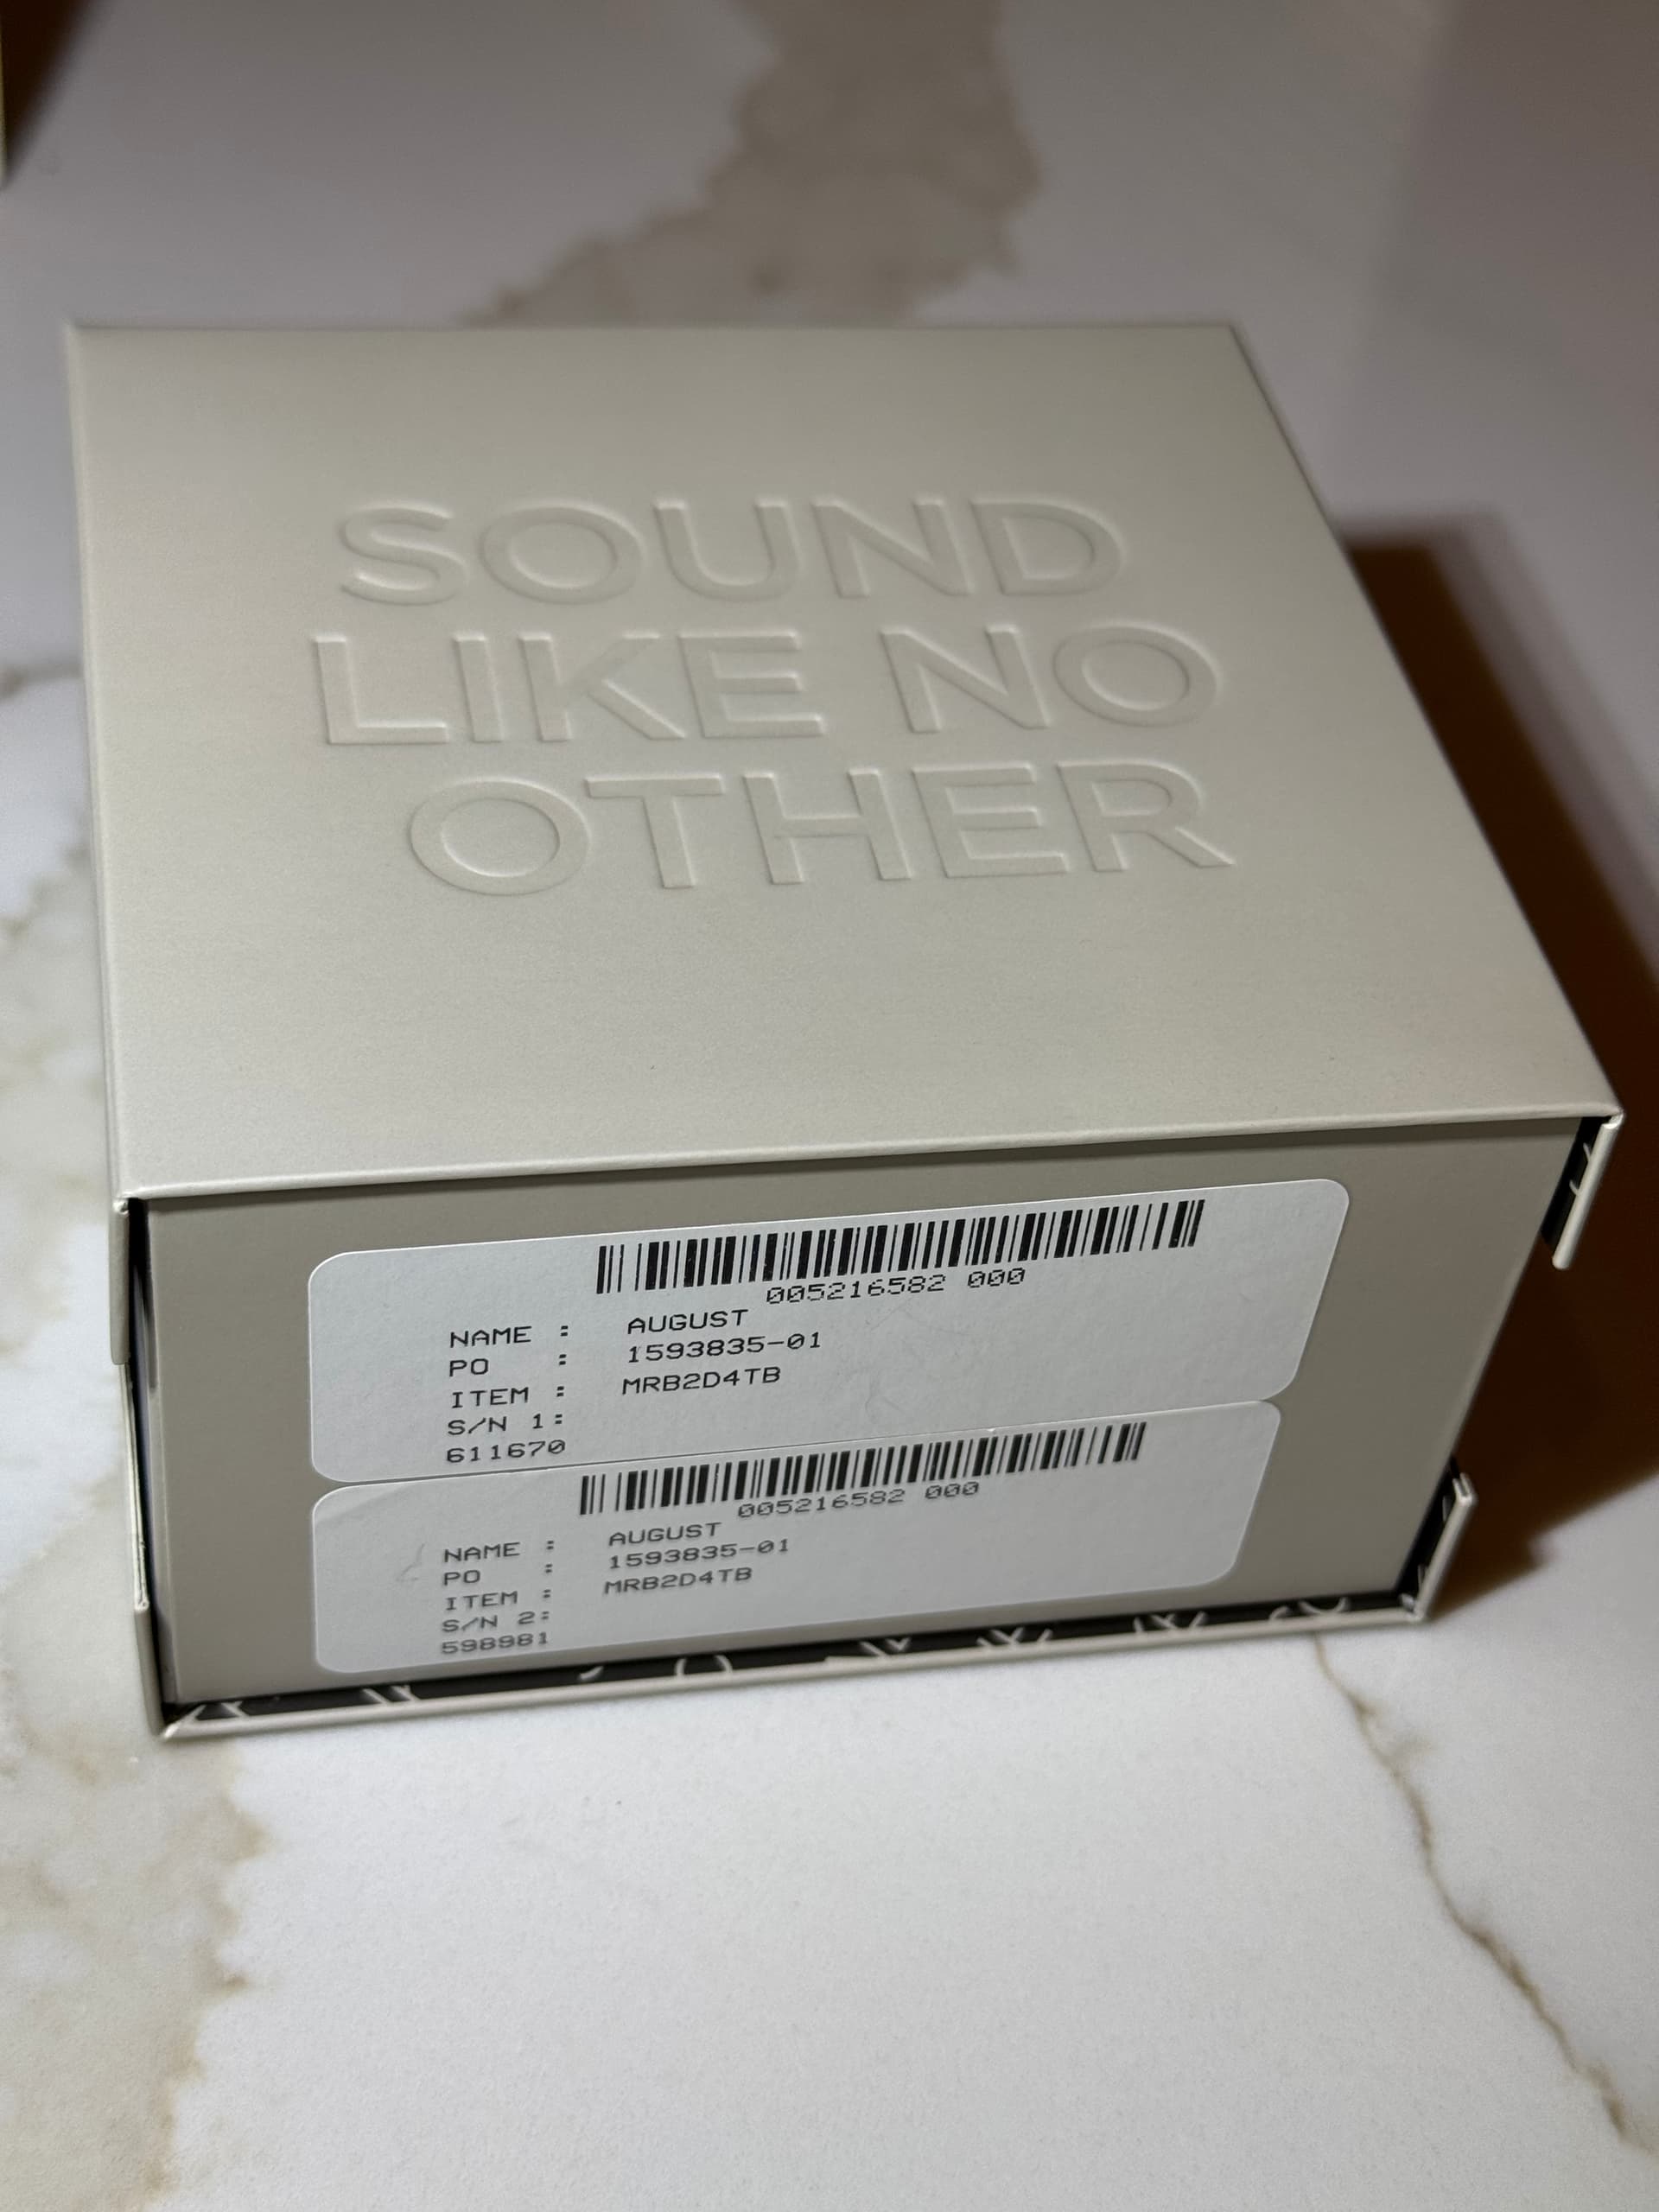 SOUND
LIKE NO
OTHER
005216582 000
NAME : AUGUST
PO : 1593835-01
ITEM : MRB2D4TB
S/N 1:
611670
005216582 000
NAME : AUGUST
PO : 1593835-01
ITEM : MRB2D4TB
S/N 2:
598981